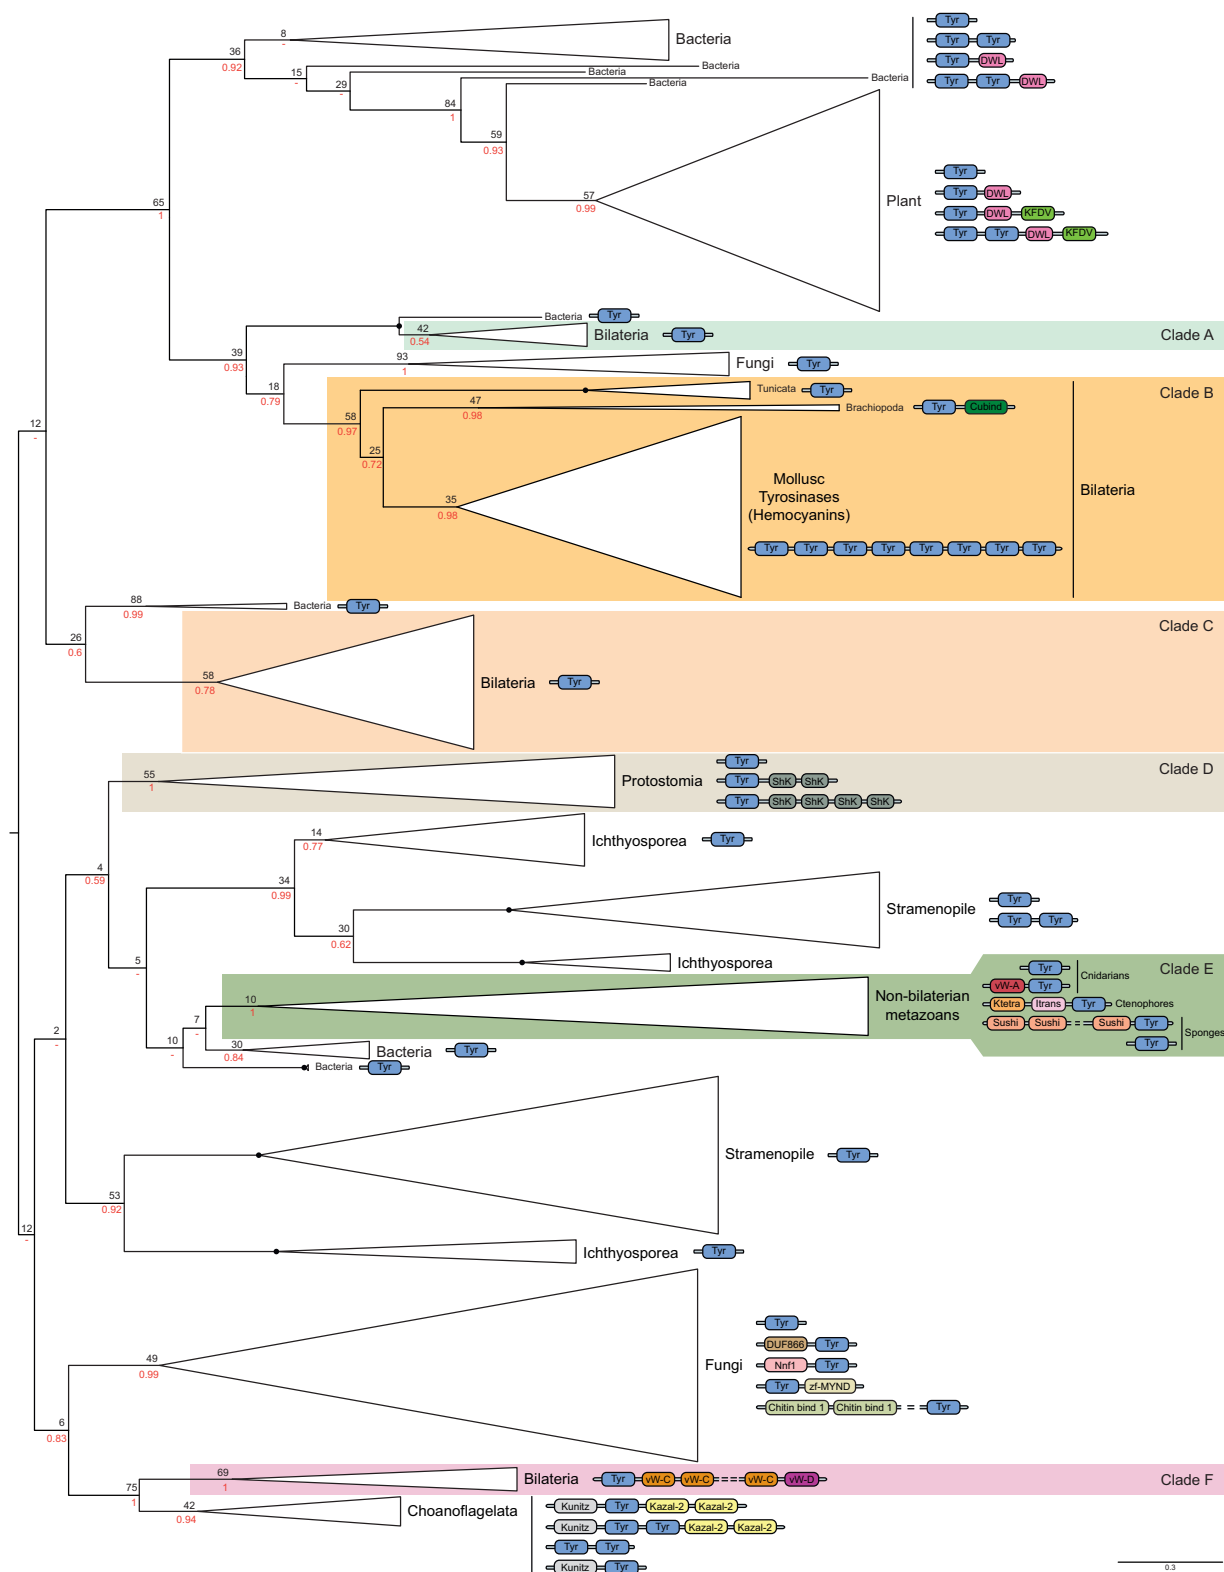 8
-
Bacteria
Tyr
Tyr Tyr
Tyr DWL
Tyr Tyr DWL
36
0.92
15
-
Bacteria
29
-
Bacteria
84
1
Bacteria
59
0.93
Bacteria
57
0.99
Plant
Tyr
Tyr DWL
Tyr DWL KFDV
Tyr Tyr DWL KFDV
65
1
Bacteria Tyr
42
0.54
Bilateria Tyr
Clade A
39
0.93
93
1
Fungi Tyr
18
0.79
Clade B
Tunicata Tyr
47
0.98
Brachiopoda Tyr Cubind
58
0.97
25
0.72
35
0.98
Mollusc
Tyrosinases
(Hemocyanins)
Tyr Tyr Tyr Tyr Tyr Tyr Tyr Tyr
Bilateria
12
-
88
0.99
Bacteria Tyr
26
0.6
Clade C
58
0.78
Bilateria Tyr
Clade D
55
1
Protostomia
Tyr
Tyr ShK ShK
Tyr ShK ShK ShK ShK
4
0.59
14
0.77
Ichthyosporea Tyr
34
0.99
Stramenopile
Tyr
Tyr Tyr
30
0.62
Ichthyosporea
5
-
Clade E
10
1
Non-bilaterian
metazoans
Tyr
vW-A Tyr
Cnidarians
Ktetra Itrans Tyr Ctenophores
Sushi Sushi Sushi Tyr
Tyr
Sponges
7
-
10
-
30
0.84
Bacteria Tyr
Bacteria Tyr
2
-
Stramenopile Tyr
53
0.92
Ichthyosporea Tyr
12
-
49
0.99
Fungi
Tyr
DUF866 Tyr
Nnf1 Tyr
Tyr zf-MYND
Chitin bind 1 Chitin bind 1 Tyr
6
0.83
69
1
Bilateria Tyr vW-C vW-C vW-C vW-D
Clade F
75
1
42
0.94
Choanoflagelata
Kunitz Tyr Kazal-2 Kazal-2
Kunitz Tyr Tyr Kazal-2 Kazal-2
Tyr Tyr
Kunitz Tyr
0.3